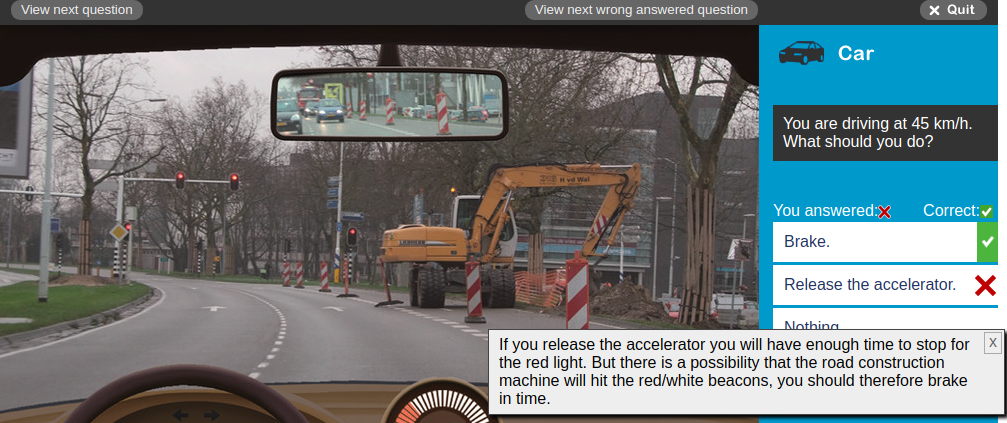 View next question
View next wrong answered question
Quit
Car
You are driving at 45 km/h.
What should you do?
You answered:
Correct:
Brake.
Release the accelerator.
Nothing
If you release the accelerator you will have enough time to stop for
the red light. But there is a possibility that the road construction
machine will hit the red/white beacons, you should therefore brake
in time.
X
H vd Wal
LIEBHERR